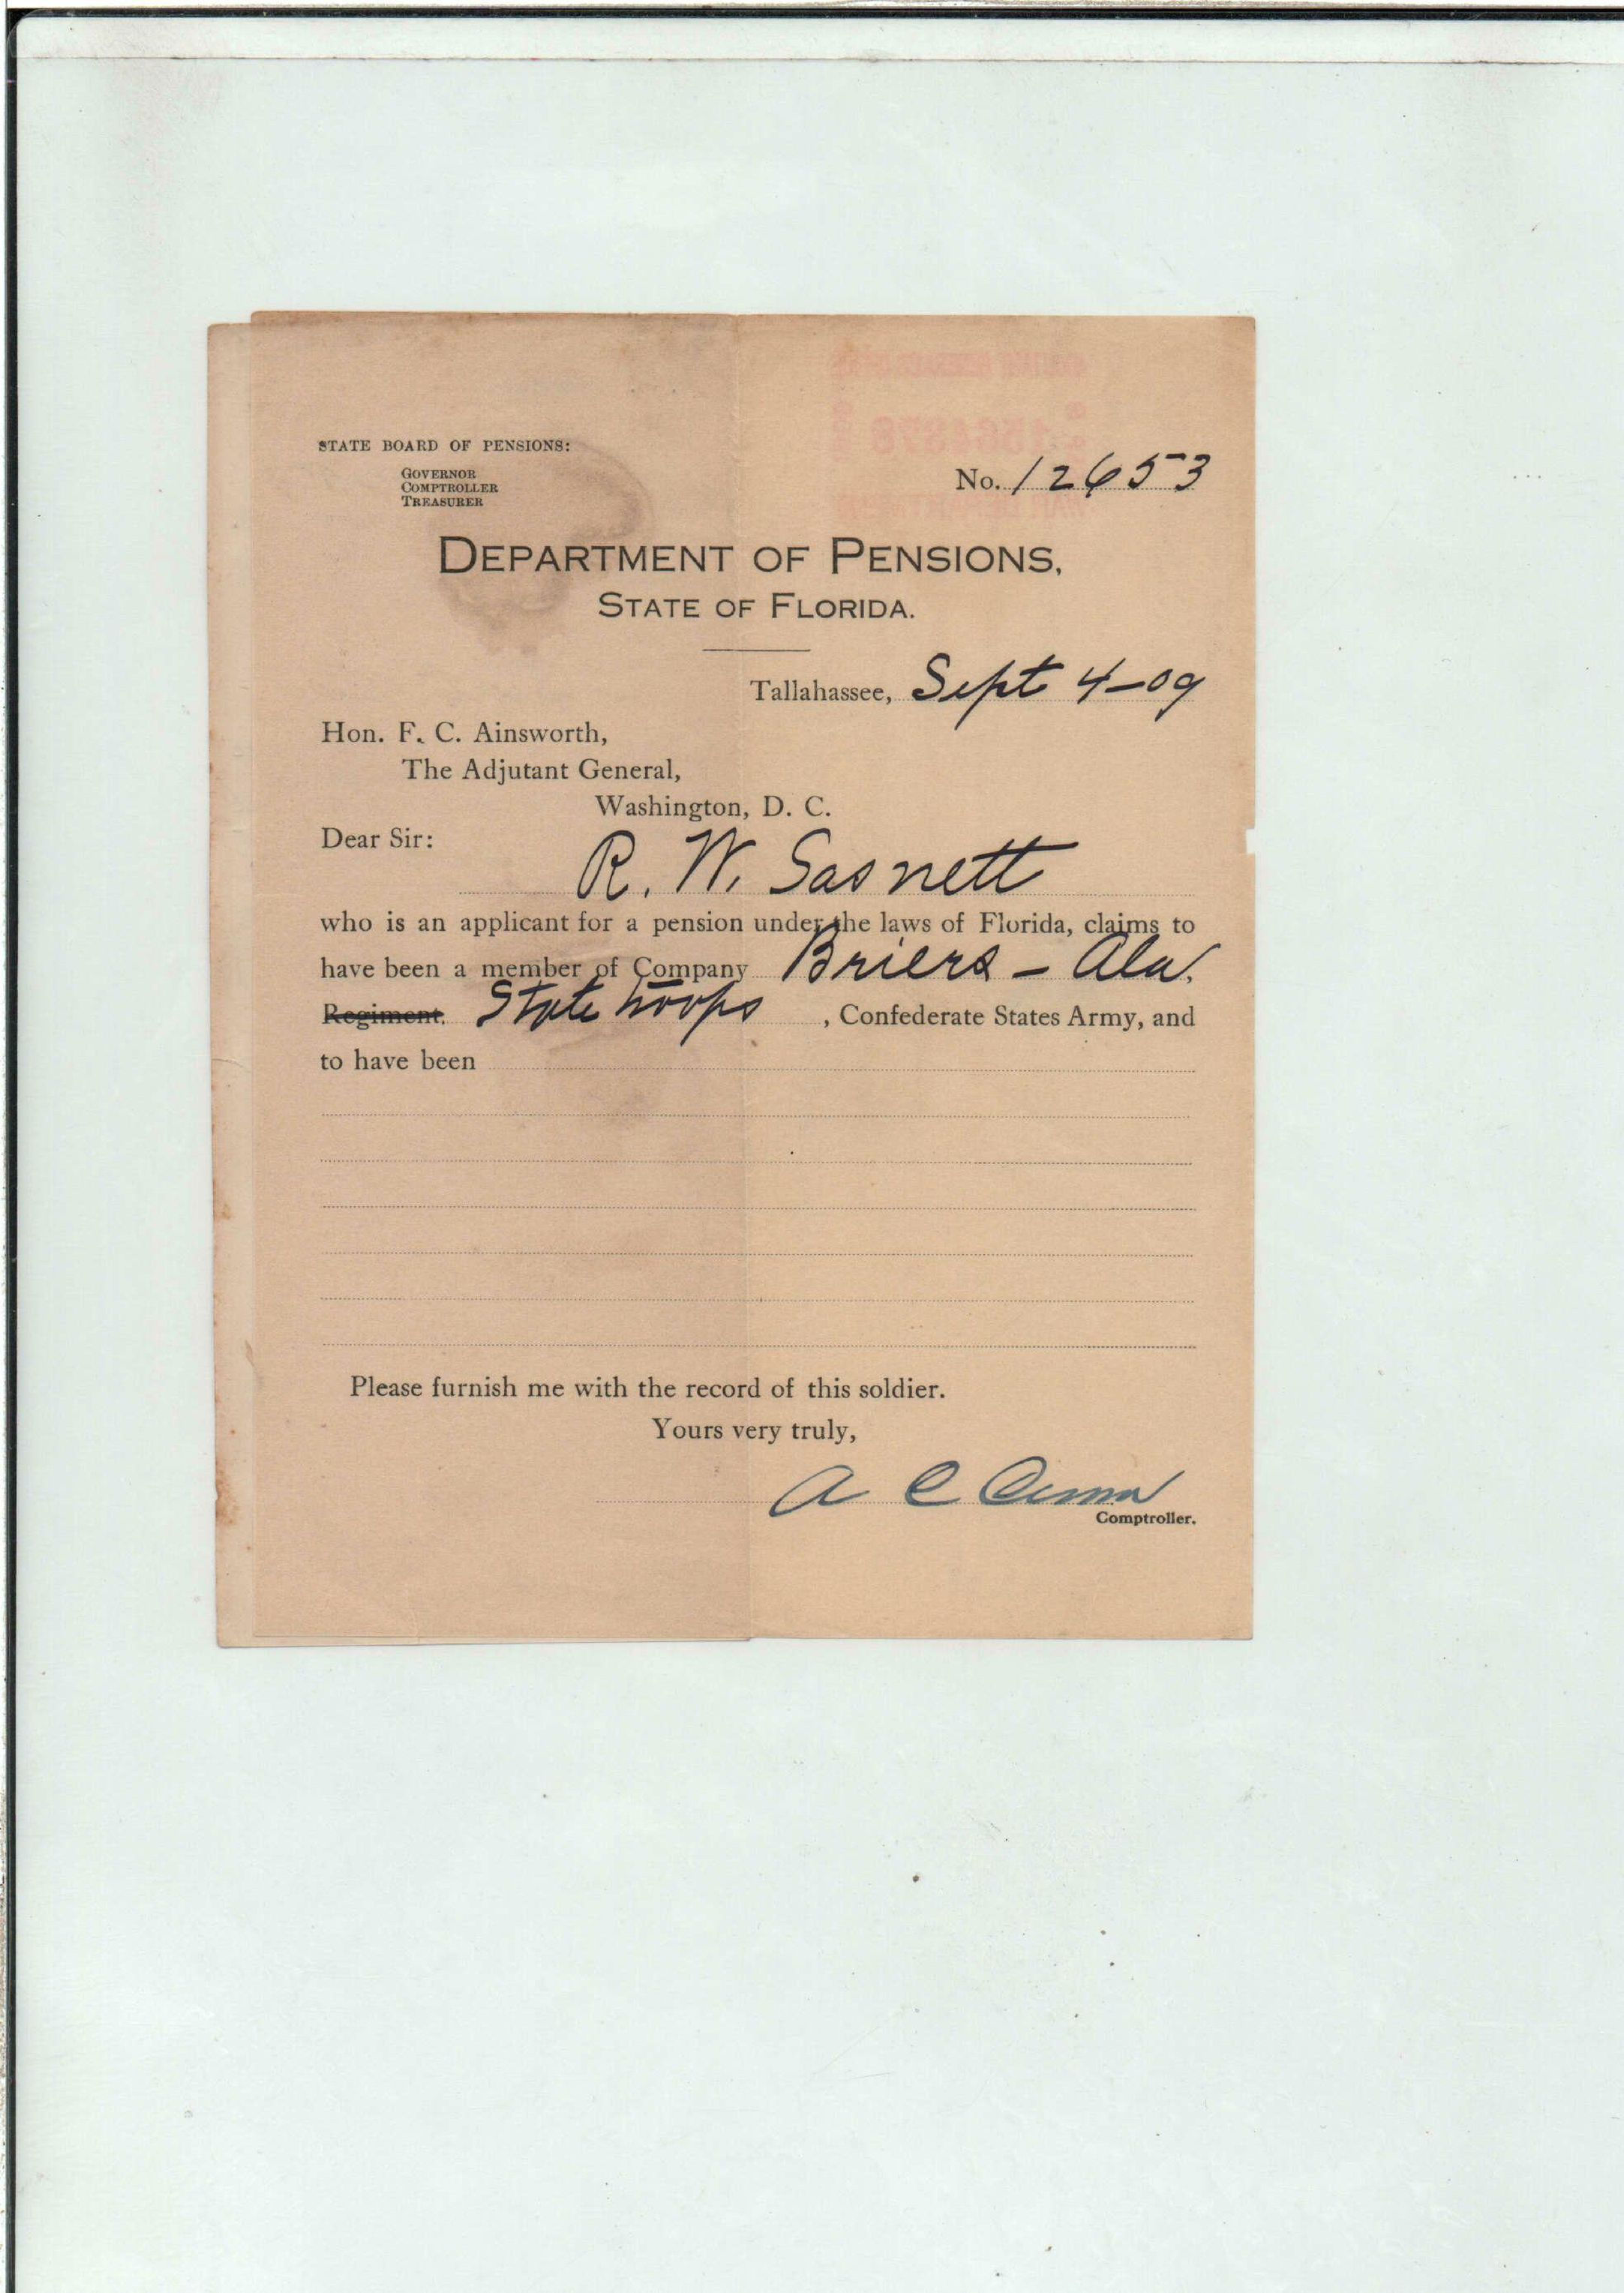 STATE BOARD OF PENSIONS:
GOVERNOR
COMPTROLLER
TREASURER
No. 12653
DEPARTMENT OF PENSIONS,
STATE OF FLORIDA.
Tallahassee, Sept 4-09
Hon. F. C. Ainsworth,
The Adjutant General,
Washington, D. C.
Dear Sir:
R. W. Sasnett
who is an applicant for a pension under the laws of Florida, claims to
have been a member of Company Briers - Ala.
Regiment. State troops , Confederate States Army, and
to have been
Please furnish me with the record of this soldier.
Yours very truly,
A C
Comptroller.